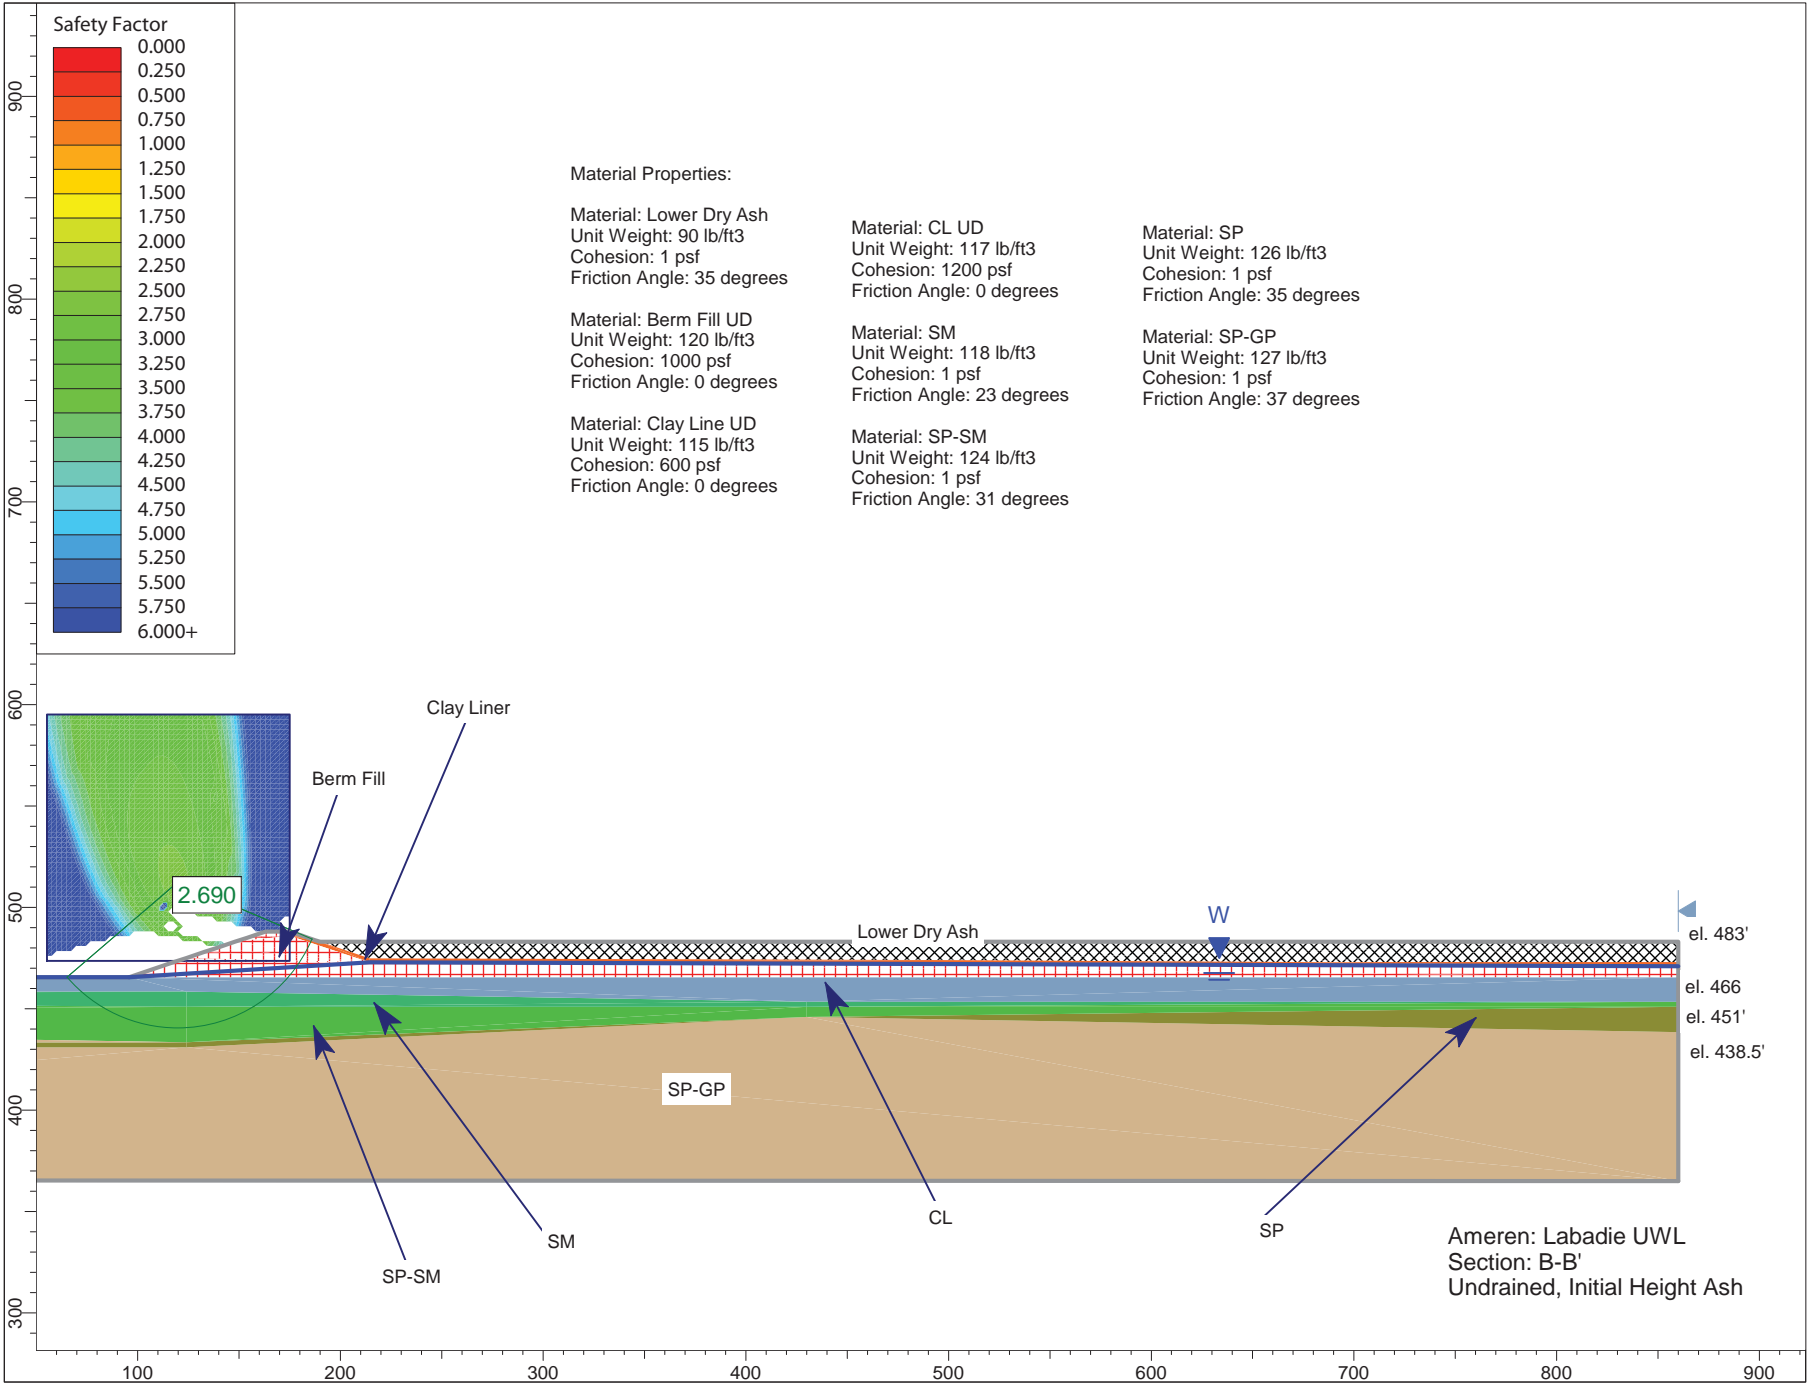 Safety Factor
0.000
0.250
0.500
0.750
1.000
1.250
1.500
1.750
2.000
2.250
2.500
2.750
3.000
3.250
3.500
3.750
4.000
4.250
4.500
4.750
5.000
5.250
5.500
5.750
6.000+
Material Properties:
Material: Lower Dry Ash
Unit Weight: 90 lb/ft3
Cohesion: 1 psf
Friction Angle: 35 degrees
Material: Berm Fill UD
Unit Weight: 120 lb/ft3
Cohesion: 1000 psf
Friction Angle: 0 degrees
Material: Clay Line UD
Unit Weight: 115 lb/ft3
Cohesion: 600 psf
Friction Angle: 0 degrees
Material: CL UD
Unit Weight: 117 lb/ft3
Cohesion: 1200 psf
Friction Angle: 0 degrees
Material: SM
Unit Weight: 118 lb/ft3
Cohesion: 1 psf
Friction Angle: 23 degrees
Material: SP-SM
Unit Weight: 124 lb/ft3
Cohesion: 1 psf
Friction Angle: 31 degrees
Material: SP
Unit Weight: 126 lb/ft3
Cohesion: 1 psf
Friction Angle: 35 degrees
Material: SP-GP
Unit Weight: 127 lb/ft3
Cohesion: 1 psf
Friction Angle: 37 degrees
900
800
700
600
500
400
300
Clay Liner
Berm Fill
2.690
W
Lower Dry Ash
el. 483'
el. 466
el. 451'
el. 438.5'
SP-GP
CL
SP
SM
SP-SM
Ameren: Labadie UWL
Section: B-B'
Undrained, Initial Height Ash
100
200
300
400
500
600
700
800
900